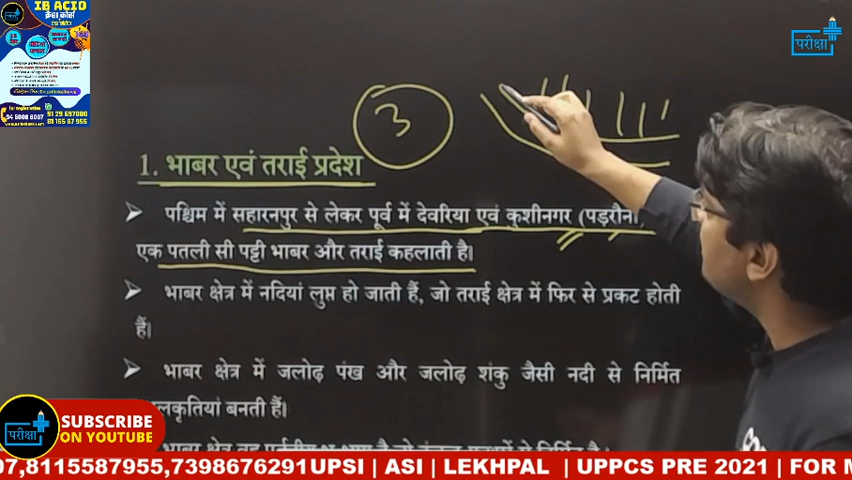 IB ACIO
क्रैश कोर्स
परीक्षा
3
1. भाबर एवं तराई प्रदेश
पश्चिम में सहारनपुर से लेकर पूर्व में देवरिया एवं कुशीनगर (पड़रौना
एक पतली सी पट्टी भाबर और तराई कहलाती है।
भाबर क्षेत्र में नदियां लुप्त हो जाती हैं, जो तराई क्षेत्र में फिर से प्रकट होती
हैं।
भाबर क्षेत्र में जलोढ़ पंख और जलोढ़ शंकु जैसी नदी से निर्मित
लकृतियां बनती हैं।
परीक्षा
SUBSCRIBE
ON YOUTUBE
07,8115587955,7398676291UPSI | ASI | LEKHPAL | UPPCS PRE 2021 | FOR M